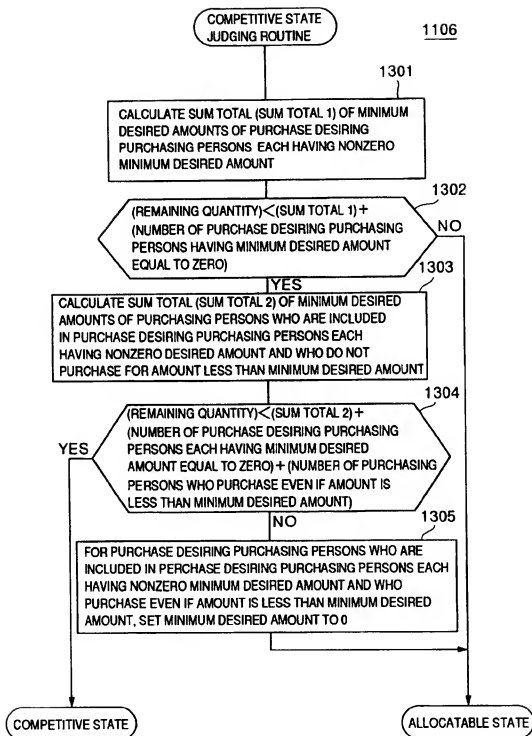 COMPETITIVE STATE
JUDGING ROUTINE
1106
1301
CALCULATE SUM TOTAL (SUM TOTAL 1) OF MINIMUM
DESIRED AMOUNTS OF PURCHASE DESIRING
PURCHASING PERSONS EACH HAVING NONZERO
MINIMUM DESIRED AMOUNT
1302
(REMAINING QUANTITY)<(SUM TOTAL 1)+
(NUMBER OF PURCHASE DESIRING PURCHASING
PERSONS HAVING MINIMUM DESIRED AMOUNT
EQUAL TO ZERO)
NO
YES
1303
CALCULATE SUM TOTAL (SUM TOTAL 2) OF MINIMUM DESIRED
AMOUNTS OF PURCHASING PERSONS WHO ARE INCLUDED
IN PURCHASE DESIRING PURCHASING PERSONS EACH
HAVING NONZERO DESIRED AMOUNT AND WHO DO NOT
PURCHASE FOR AMOUNT LESS THAN MINIMUM DESIRED AMOUNT
1304
(REMAINING QUANTITY)<(SUM TOTAL 2)+
(NUMBER OF PURCHASE DESIRING PURCHASING
PERSONS EACH HAVING MINIMUM DESIRED
AMOUNT EQUAL TO ZERO)+(NUMBER OF PURCHASING
PERSONS WHO PURCHASE EVEN IF AMOUNT IS
LESS THAN MINIMUM DESIRED AMOUNT)
YES
NO
1305
FOR PURCHASE DESIRING PURCHASING PERSONS WHO ARE
INCLUDED IN PERCHASE DESIRING PURCHASING PERSONS EACH
HAVING NONZERO MINIMUM DESIRED AMOUNT AND WHO
PURCHASE EVEN IF AMOUNT IS LESS THAN MINIMUM DESIRED
AMOUNT, SET MINIMUM DESIRED AMOUNT TO 0
COMPETITIVE STATE
ALLOCATABLE STATE